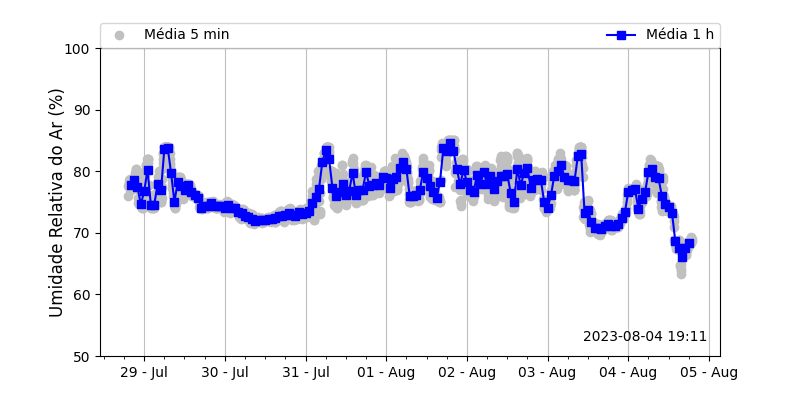 Média 5 min
Média 1 h
Umidade Relativa do Ar (%)
100
90
80
70
60
50
2023-08-04 19:11
29 - Jul
30 - Jul
31 - Jul
01 - Aug
02 - Aug
03 - Aug
04 - Aug
05 - Aug